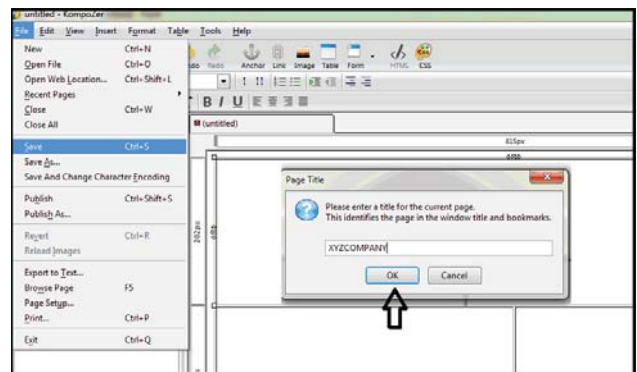 untitled - KompoZer
File Edit View Insert Format Table Tools Help
New Ctrl+N
Open File Ctrl+O
Open Web Location... Ctrl+Shift+L
Recent Pages
Close Ctrl+W
Close All
Save Ctrl+S
Save As...
Save And Change Character Encoding
Publish Ctrl+Shift+S
Publish As...
Revert Ctrl+R
Reload Images
Export to Text...
Browse Page F5
Page Setup...
Print... Ctrl+P
Exit Ctrl+Q
Redo Anchor Link Image Table Form HTML CSS
B I U
(untitled)
815px
202px
Page Title
Please enter a title for the current page.
This identifies the page in the window title and bookmarks.
XYZCOMPANY
OK Cancel